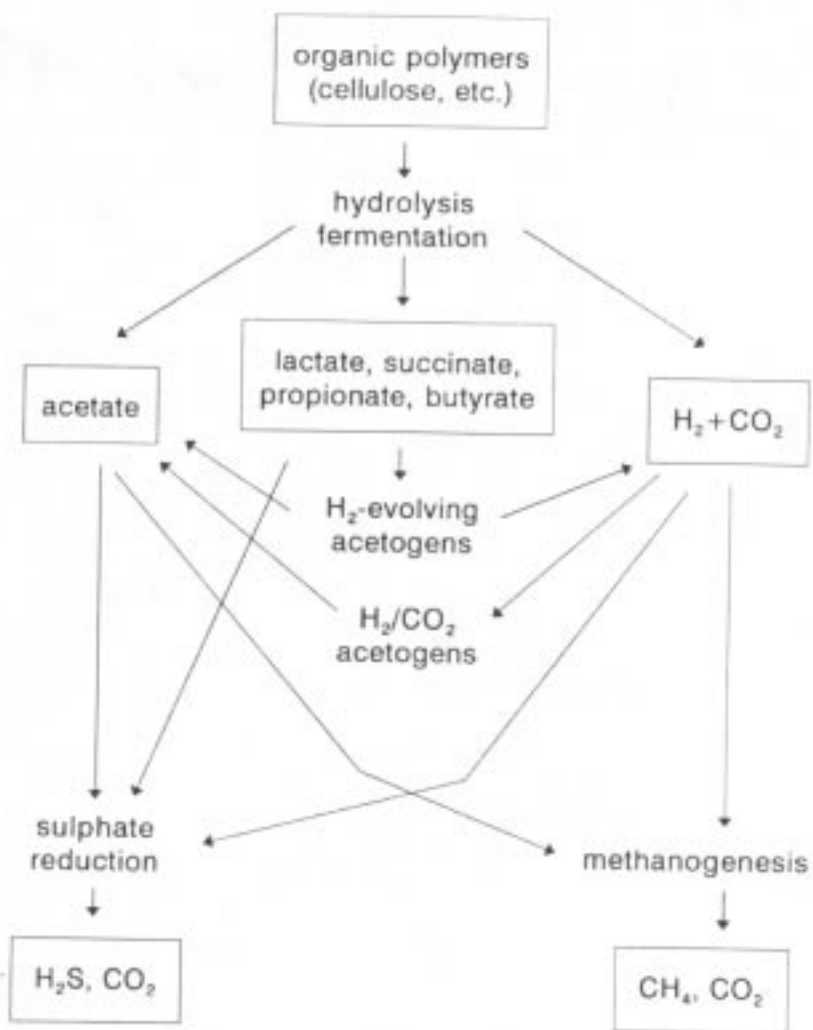 organic polymers
(cellulose, etc.)
hydrolysis
fermentation
acetate
lactate, succinate,
propionate, butyrate
H₂+CO₂
H₂-evolving
acetogens
H₂/CO₂
acetogens
sulphate
reduction
methanogenesis
H₂S, CO₂
CH₄, CO₂